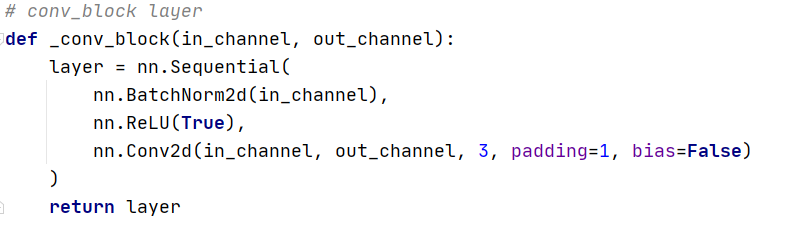 # conv_block layer
def _conv_block(in_channel, out_channel):
    layer = nn.Sequential(
        nn.BatchNorm2d(in_channel),
        nn.ReLU(True),
        nn.Conv2d(in_channel, out_channel, 3, padding=1, bias=False)
    )
    return layer